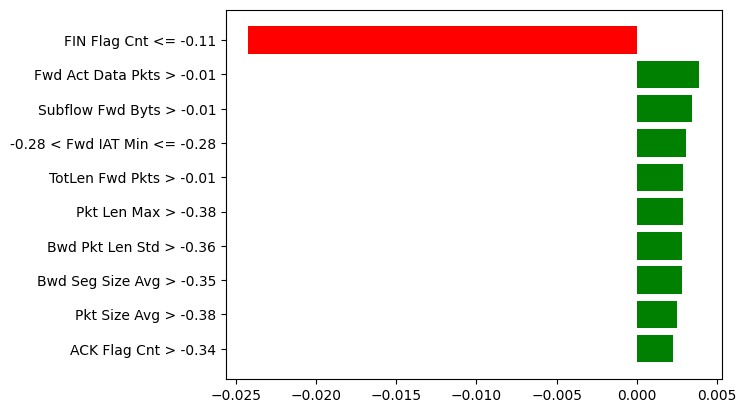 FIN Flag Cnt <= -0.11
Fwd Act Data Pkts > -0.01
Subflow Fwd Byts > -0.01
-0.28 < Fwd IAT Min <= -0.28
TotLen Fwd Pkts > -0.01
Pkt Len Max > -0.38
Bwd Pkt Len Std > -0.36
Bwd Seg Size Avg > -0.35
Pkt Size Avg > -0.38
ACK Flag Cnt > -0.34
−0.025 −0.020 −0.015 −0.010 −0.005 0.000 0.005